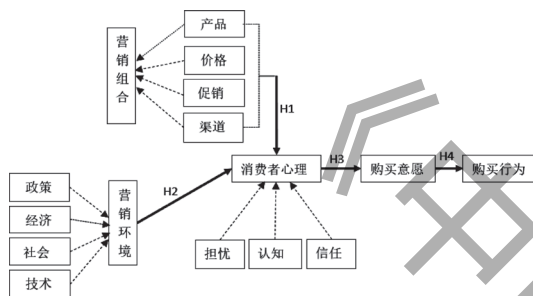 产品
营销组合
价格
促销
渠道
H1
消费者心理
H3
购买意愿
H4
购买行为
政策
营销环境
H2
经济
社会
技术
担忧
认知
信任